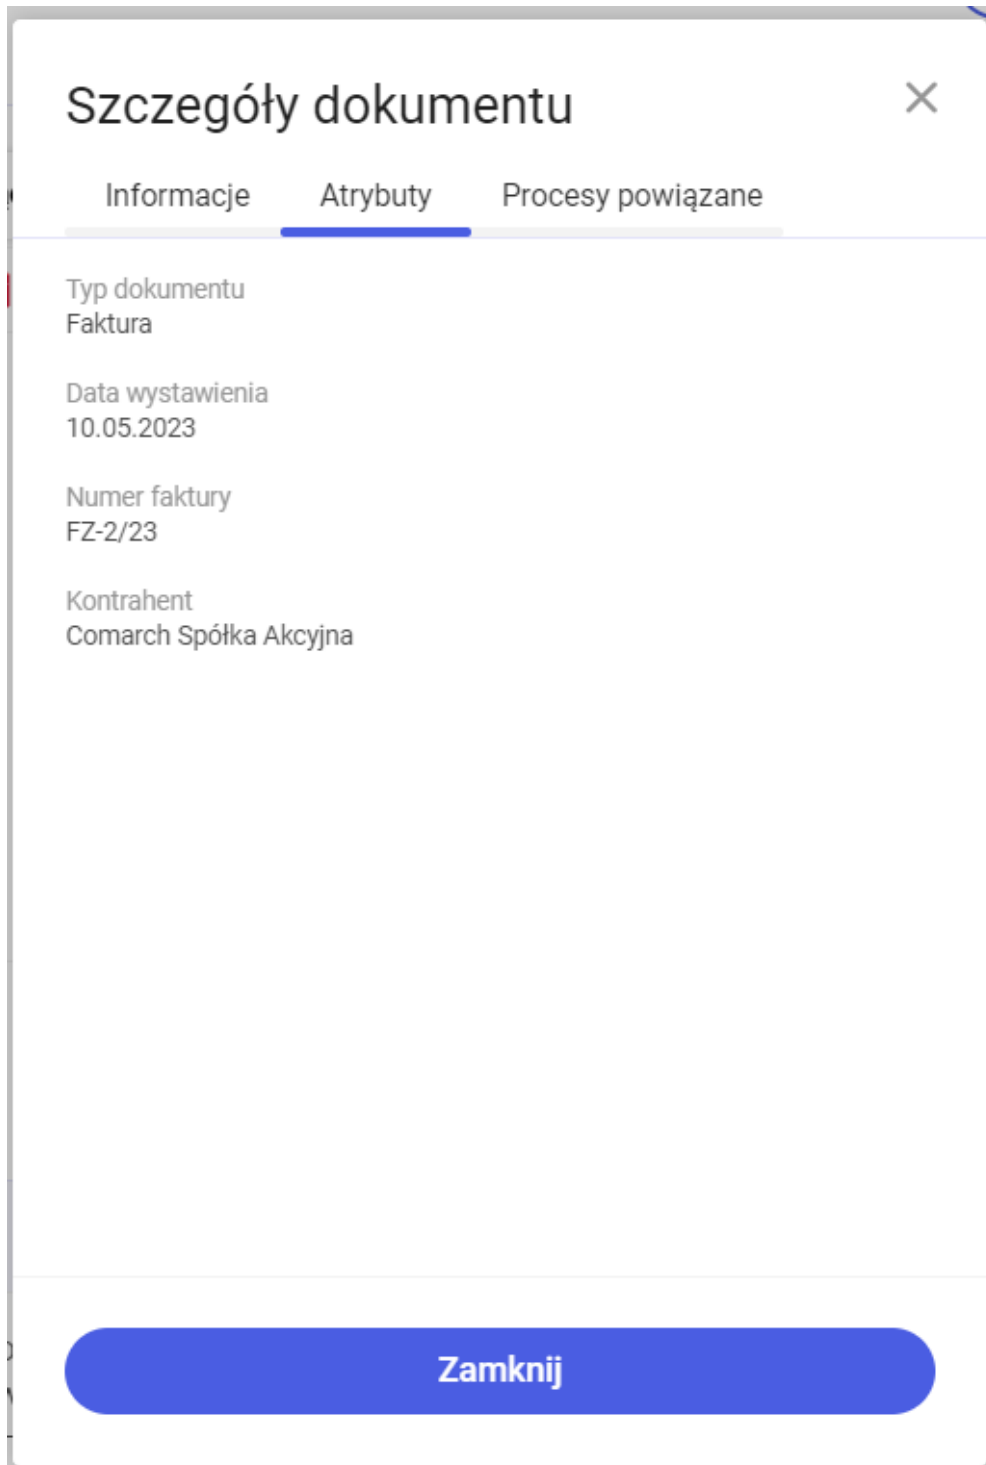 Szczegóły dokumentu
Informacje Atrybuty Procesy powiązane
Typ dokumentu
Faktura
Data wystawienia
10.05.2023
Numer faktury
FZ-2/23
Kontrahent
Comarch Spółka Akcyjna
Zamknij